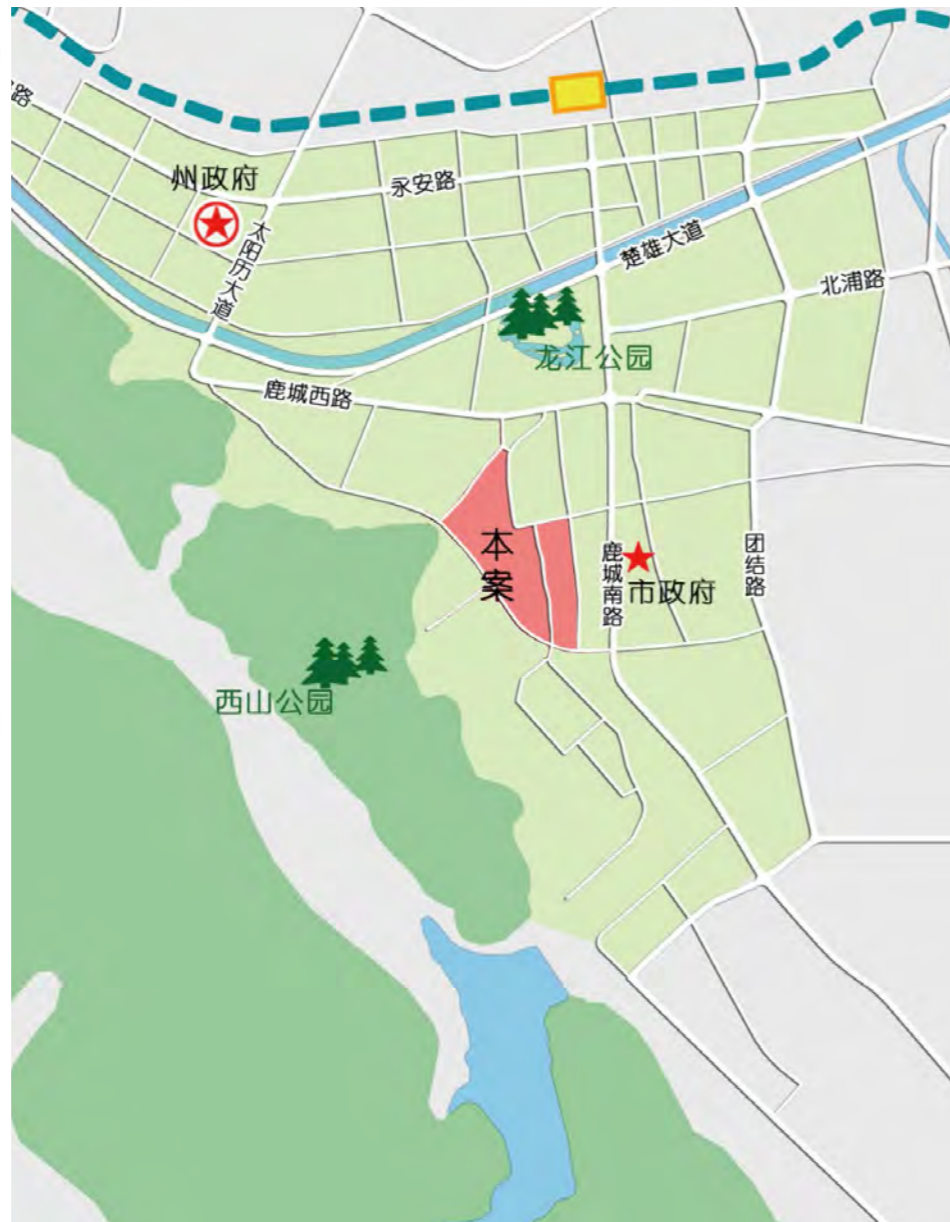 路
州政府
永安路
太阳历大道
楚雄大道
北浦路
龙江公园
鹿城西路
本案
鹿城南路
市政府
团结路
西山公园